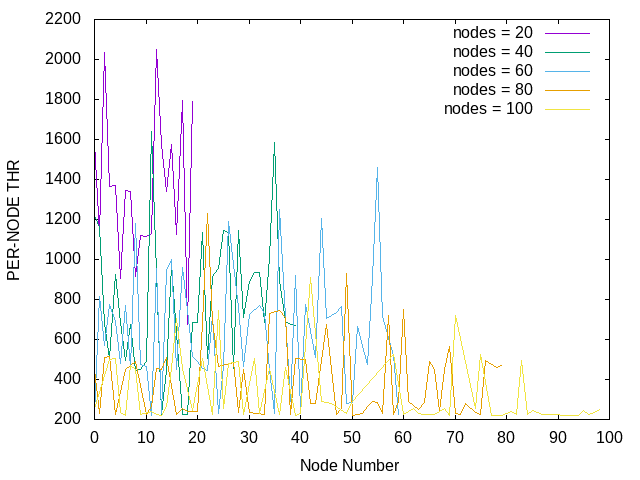 2200
2000
1800
1600
1400
1200
1000
800
600
400
200
PER-NODE THR
nodes = 20
nodes = 40
nodes = 60
nodes = 80
nodes = 100
0 10 20 30 40 50 60 70 80 90 100
Node Number